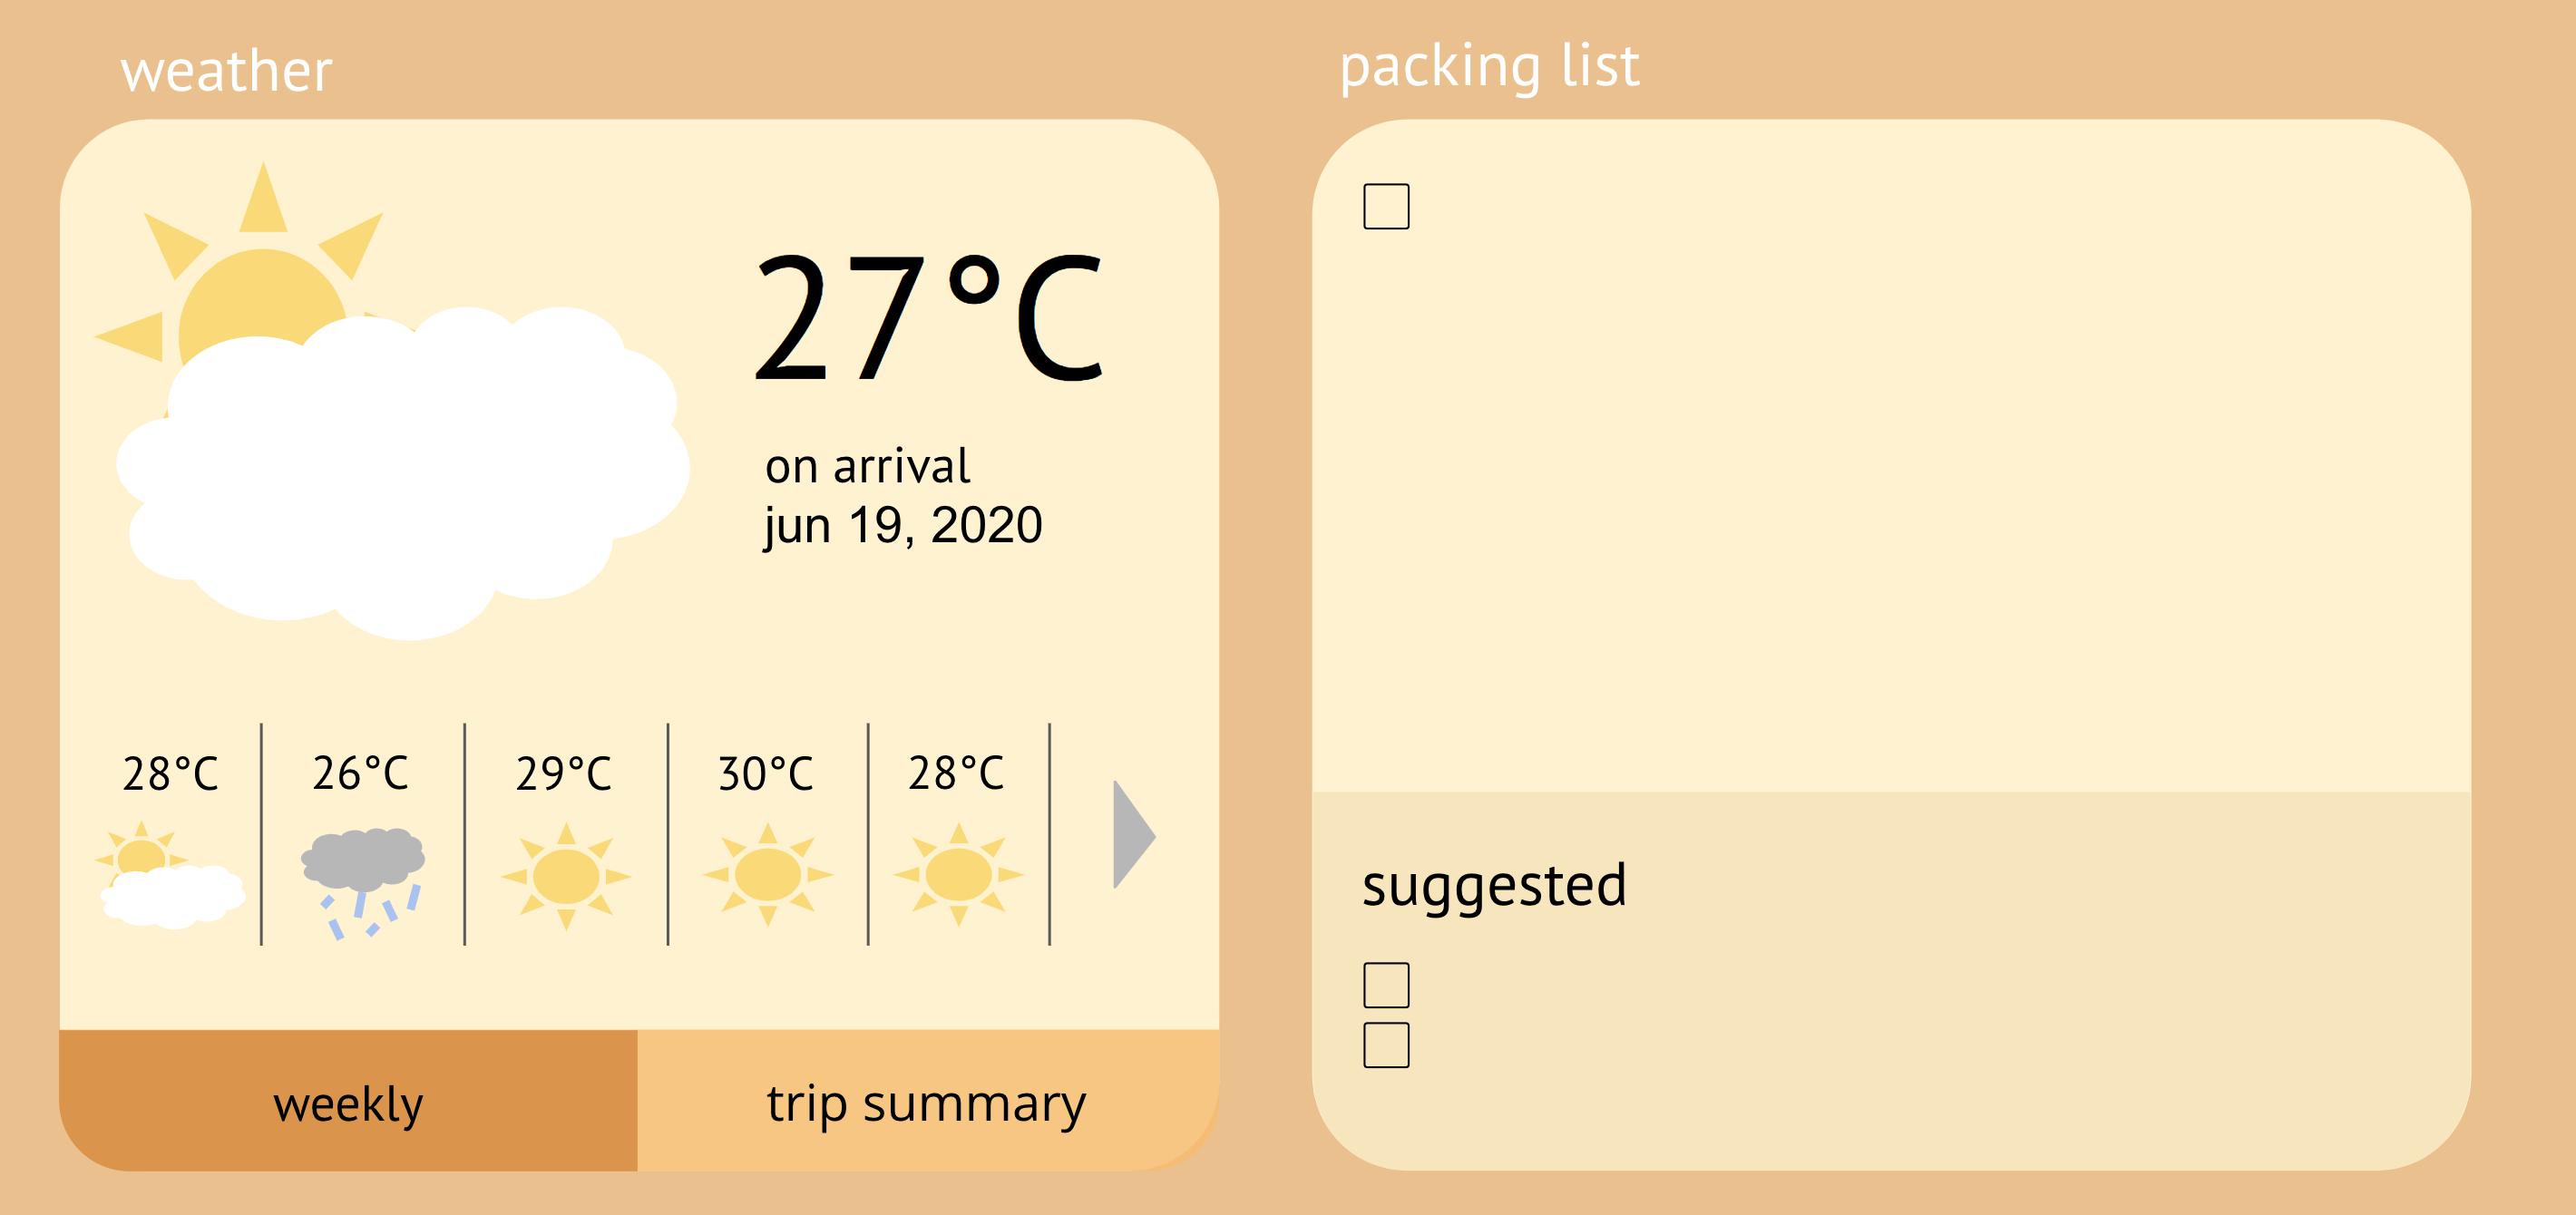 weather
27°C
on arrival
jun 19, 2020
28°C
26°C
29°C
30°C
28°C
weekly
trip summary
packing list
suggested